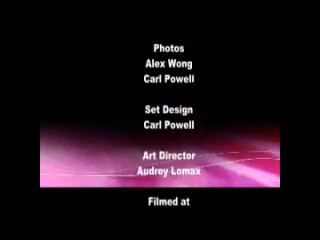 Photos
Alex Wong
Carl Powell
Set Design
Carl Powell
Art Director
Audrey Lomax
Filmed at